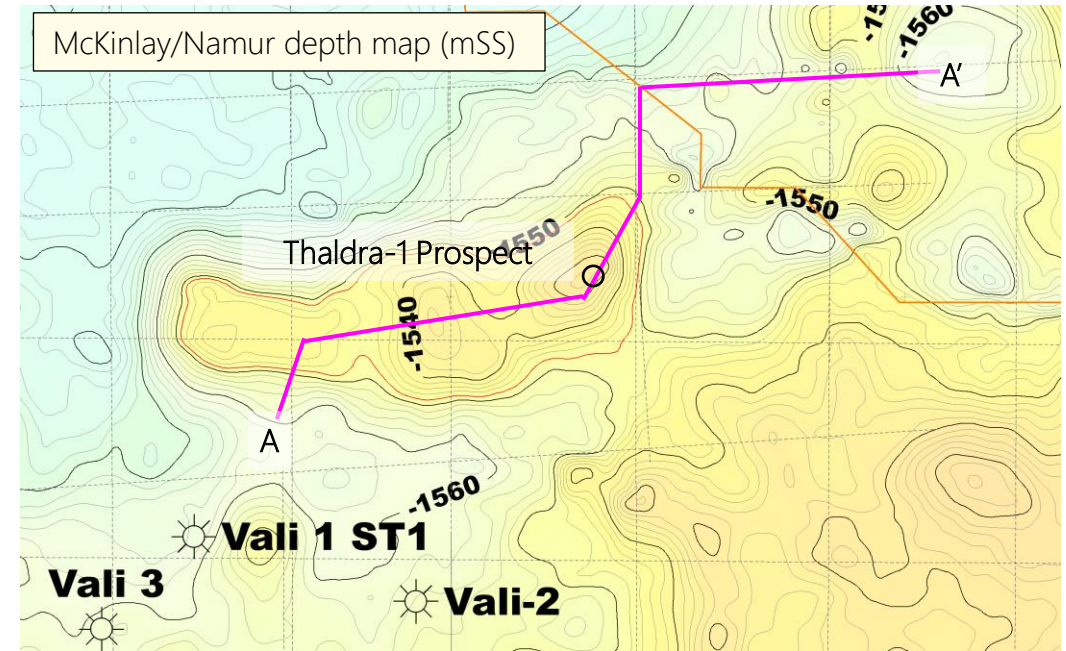 McKinlay/Namur depth map (mSS)
-15
-1560
A'
-1550
-1550
Thaldra-1 Prospect
-1540
A
-1560
Vali 1 ST1
Vali 3
Vali-2